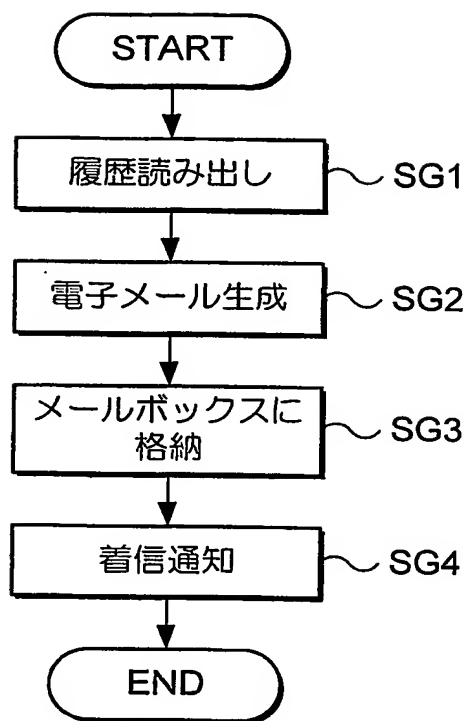 START
履歴読み出し
SG1
電子メール生成
SG2
メールボックスに
格納
SG3
着信通知
SG4
END